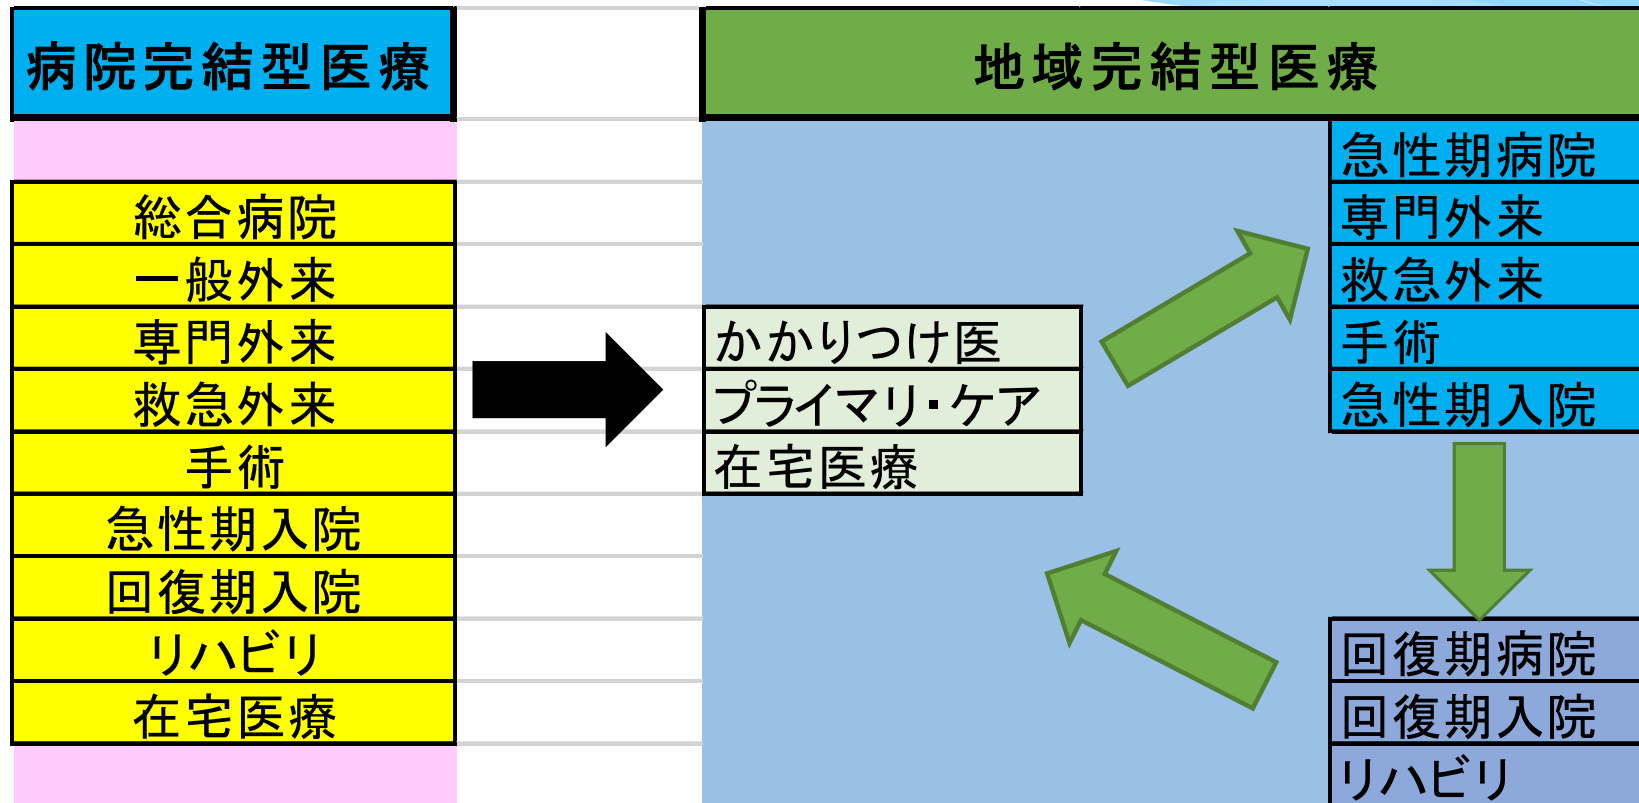 病院完結型医療
地域完結型医療
総合病院
一般外来
専門外来
救急外来
手術
急性期入院
回復期入院
リハビリ
在宅医療
かかりつけ医
プライマリ・ケア
在宅医療
急性期病院
専門外来
救急外来
手術
急性期入院
回復期病院
回復期入院
リハビリ